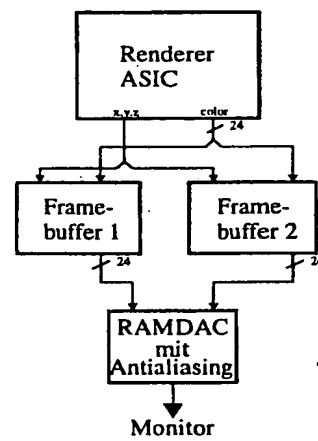 Renderer
ASIC
x,y,z color
24
Frame-
buffer 1
Frame-
buffer 2
24
RAMDAC
mit
Antialiasing
Monitor